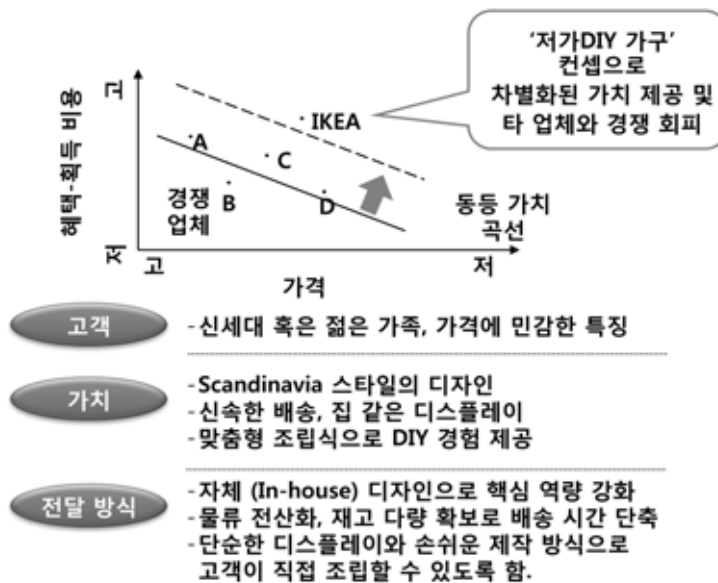 '저가DIY 가구'
컨셉으로
차별화된 가치 제공 및
타 업체와 경쟁 회피
고
혜택-획득 비용
저
IKEA
A
C
B
D
경쟁
업체
동등 가치
곡선
고
저
가격
고객
-신세대 혹은 젊은 가족, 가격에 민감한 특징
가치
-Scandinavia 스타일의 디자인
-신속한 배송, 집 같은 디스플레이
-맞춤형 조립식으로 DIY 경험 제공
전달 방식
-자체 (In-house) 디자인으로 핵심 역량 강화
-물류 전산화, 재고 다량 확보로 배송 시간 단축
-단순한 디스플레이와 손쉬운 제작 방식으로
고객이 직접 조립할 수 있도록 함.